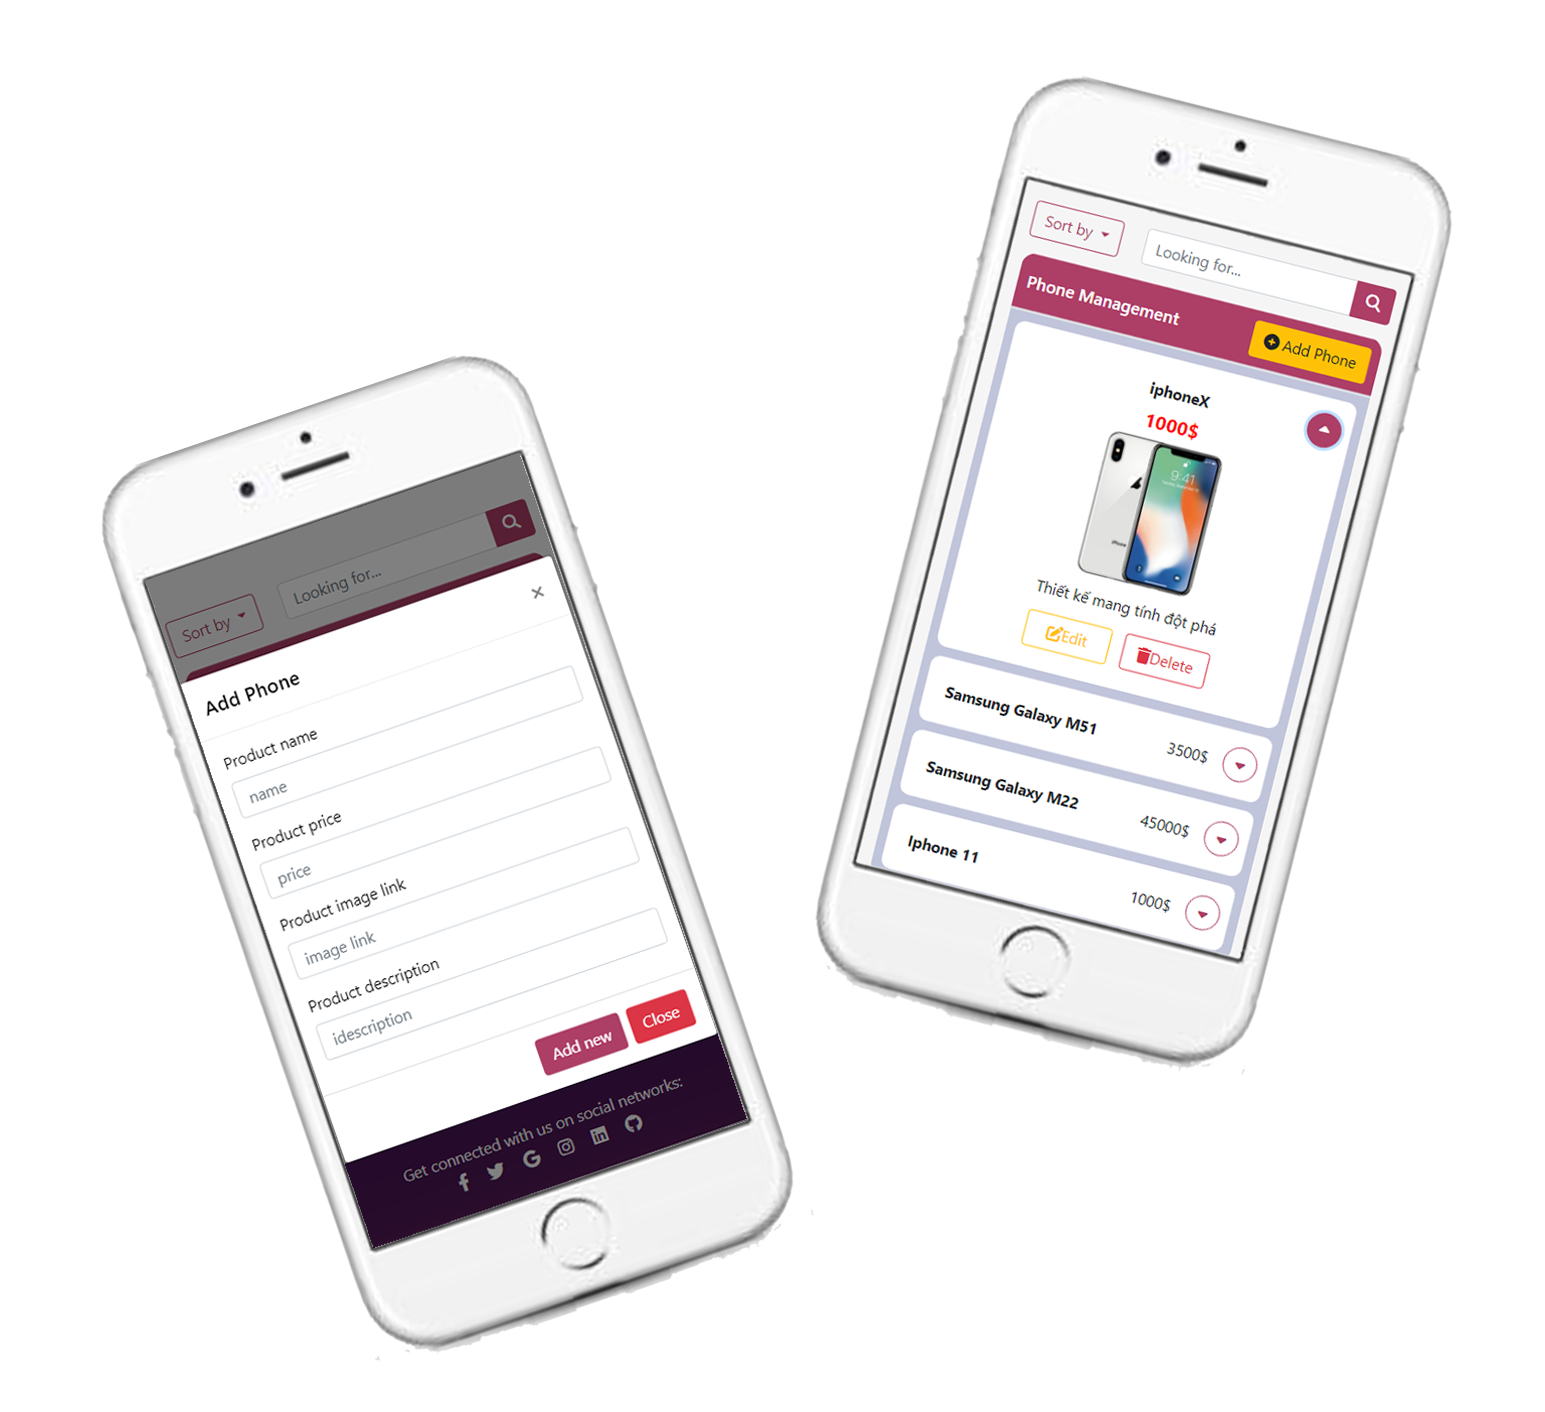 Sort by
Looking for...
Add Phone
Product name
name
Product price
price
Product image link
image link
Product description
idescription
Add new
Close
Get connected with us on social networks:
Sort by
Looking for...
Phone Management
Add Phone
iphoneX
1000$
9:41
Thiết kế mang tính đột phá
Edit
Delete
Samsung Galaxy M51
3500$
Samsung Galaxy M22
45000$
Iphone 11
1000$